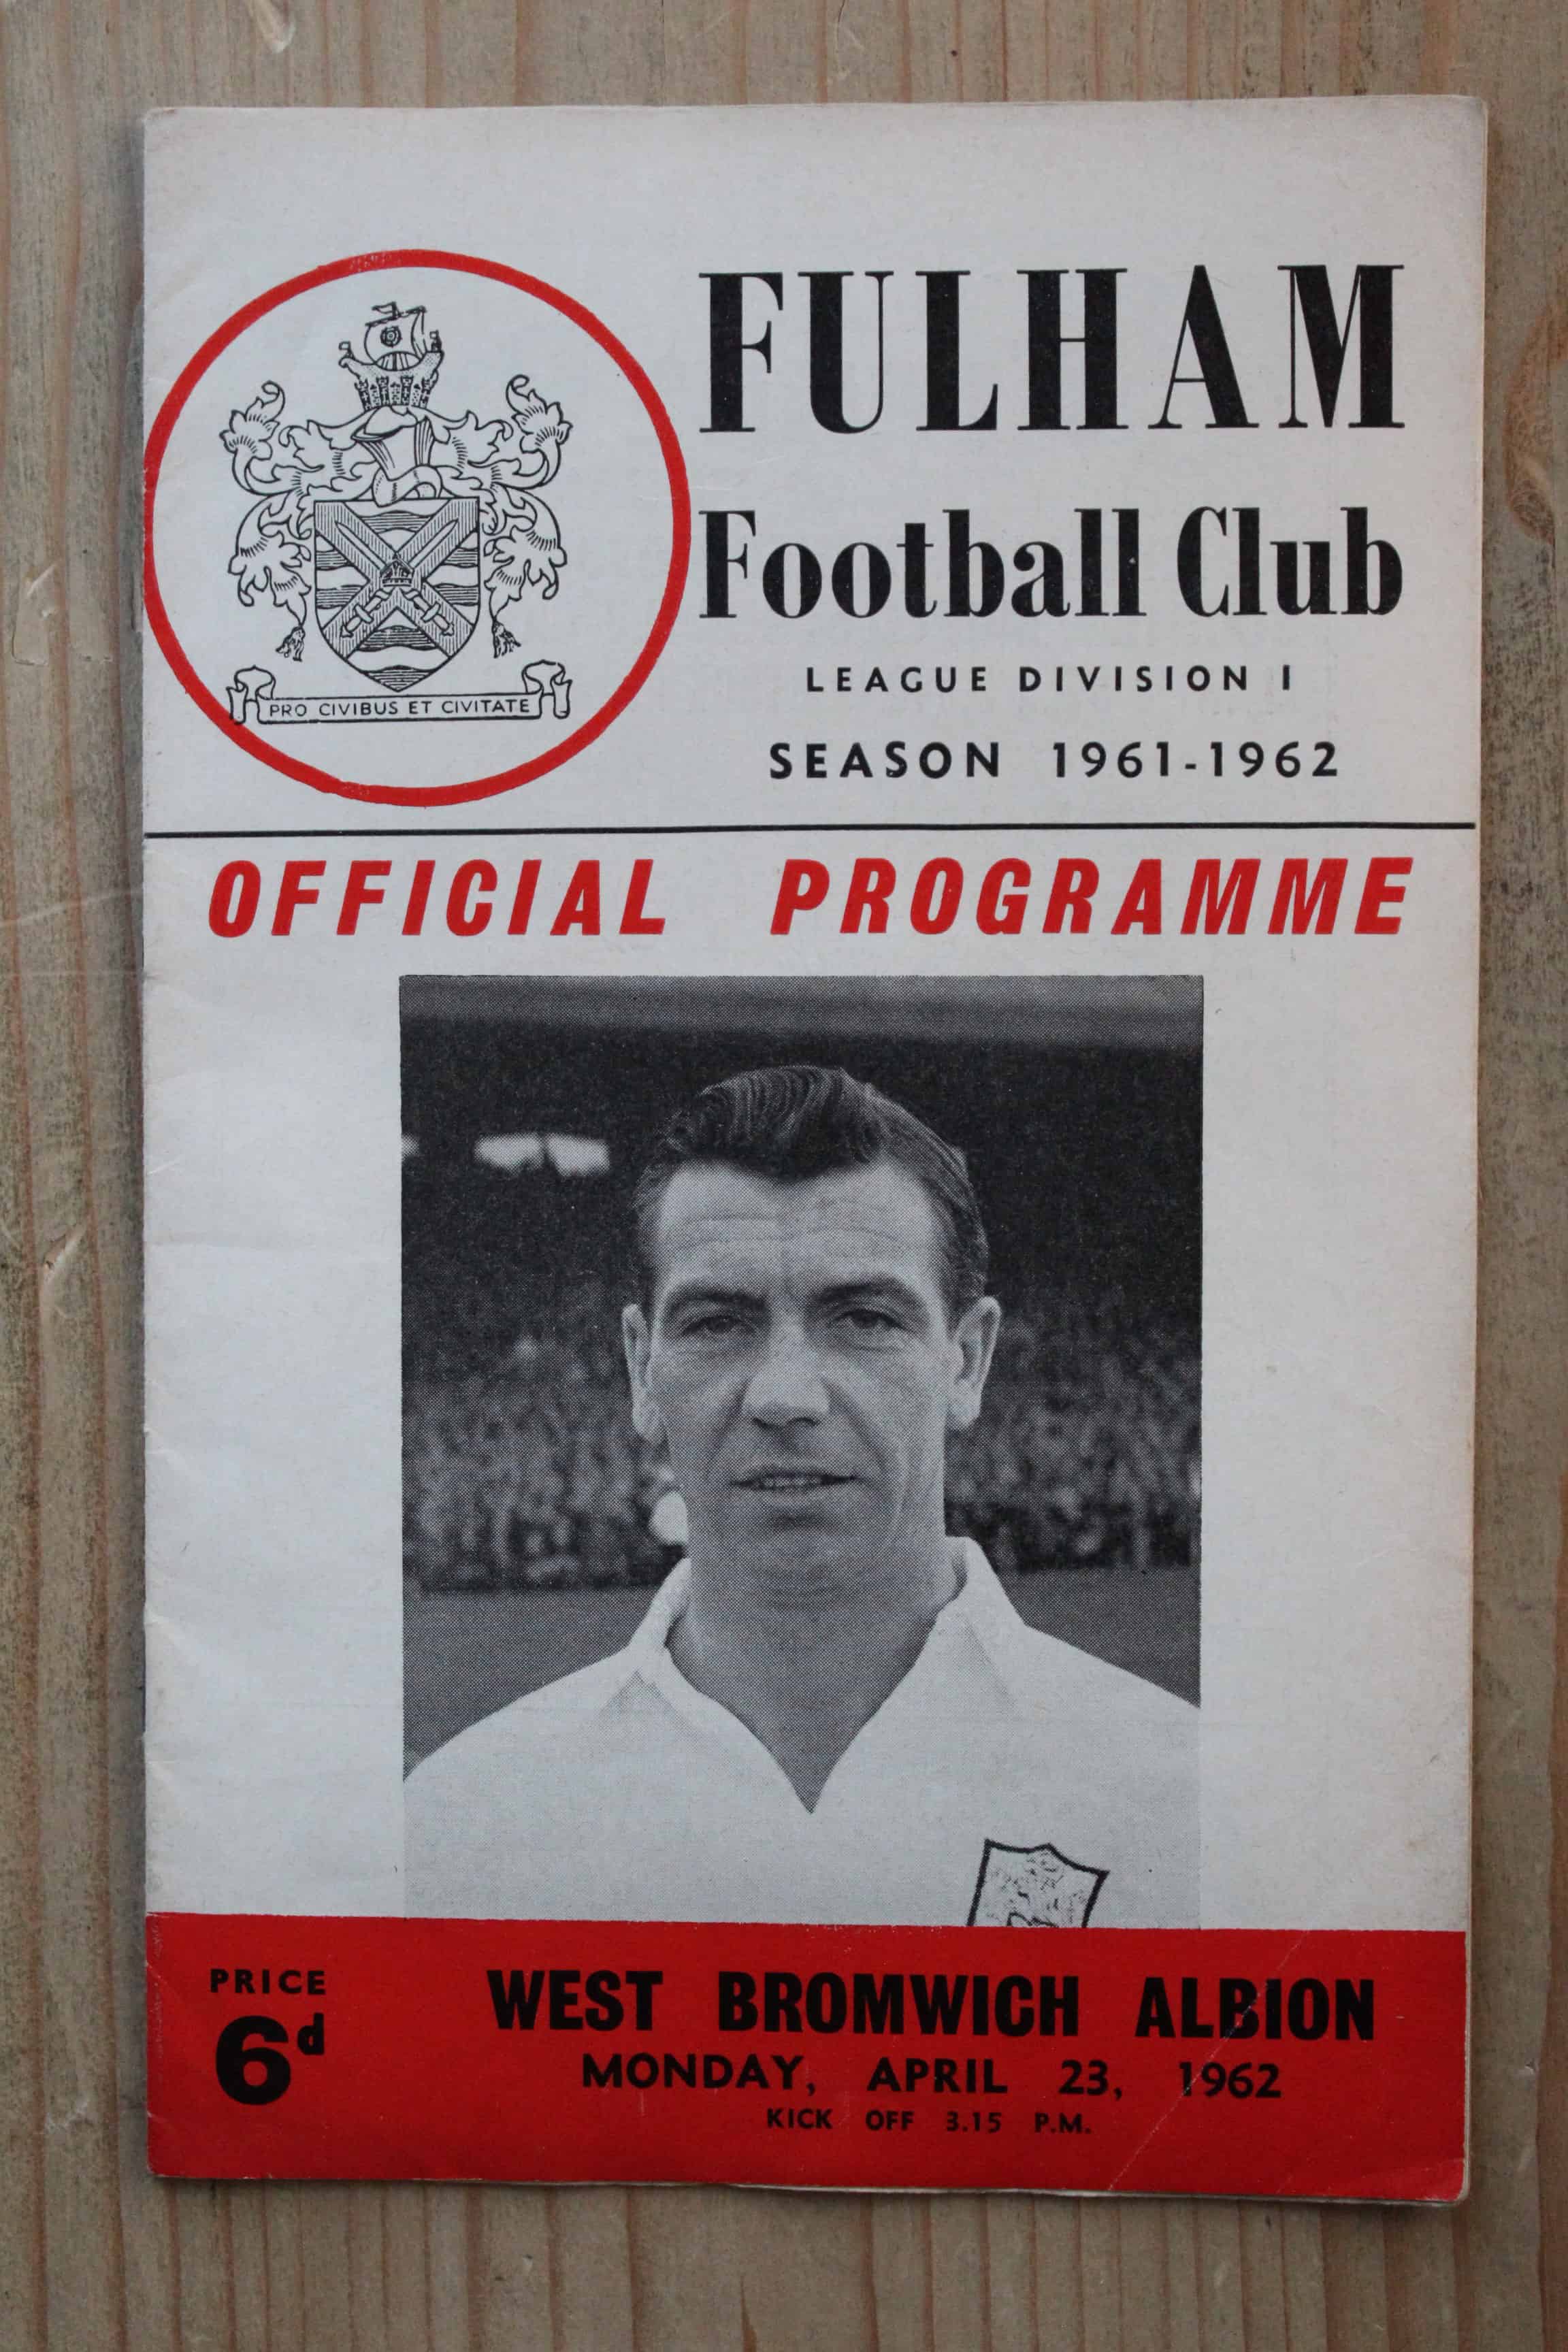 FULHAM
Football Club
LEAGUE DIVISION I
SEASON 1961-1962
PRO CIVIBUS ET CIVITATE
OFFICIAL PROGRAMME
PRICE
6d
WEST BROMWICH ALBION
MONDAY, APRIL 23, 1962
KICK OFF 3.15 P.M.